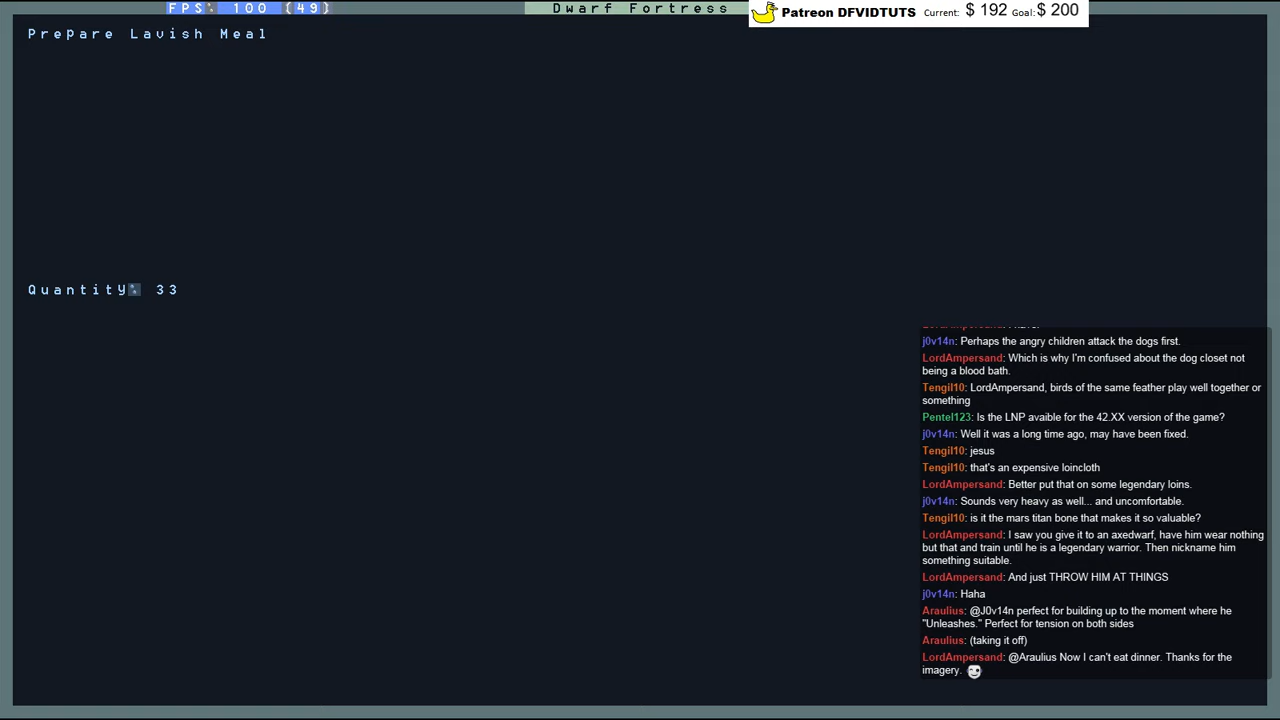 FPS: 100 (49)
Dwarf Fortress
Patreon DFVIDTUTS Current: $ 192 Goal: $ 200
Prepare Lavish Meal
Quantity: 33
j0v14n: Perhaps the angry children attack the dogs first.
LordAmpersand: Which is why I'm confused about the dog closet not
being a blood bath.
Tengil10: LordAmpersand, birds of the same feather play well together or
something
Pentel123: Is the LNP avaible for the 42.XX version of the game?
j0v14n: Well it was a long time ago, may have been fixed.
Tengil10: jesus
Tengil10: that's an expensive loincloth
LordAmpersand: Better put that on some legendary loins.
j0v14n: Sounds very heavy as well... and uncomfortable.
Tengil10: is it the mars titan bone that makes it so valuable?
LordAmpersand: I saw you give it to an axedwarf, have him wear nothing
but that and train until he is a legendary warrior. Then nickname him
something suitable.
LordAmpersand: And just THROW HIM AT THINGS
j0v14n: Haha
Araulius: @J0v14n perfect for building up to the moment where he
"Unleashes." Perfect for tension on both sides
Araulius: (taking it off)
LordAmpersand: @Araulius Now I can't eat dinner. Thanks for the
imagery.